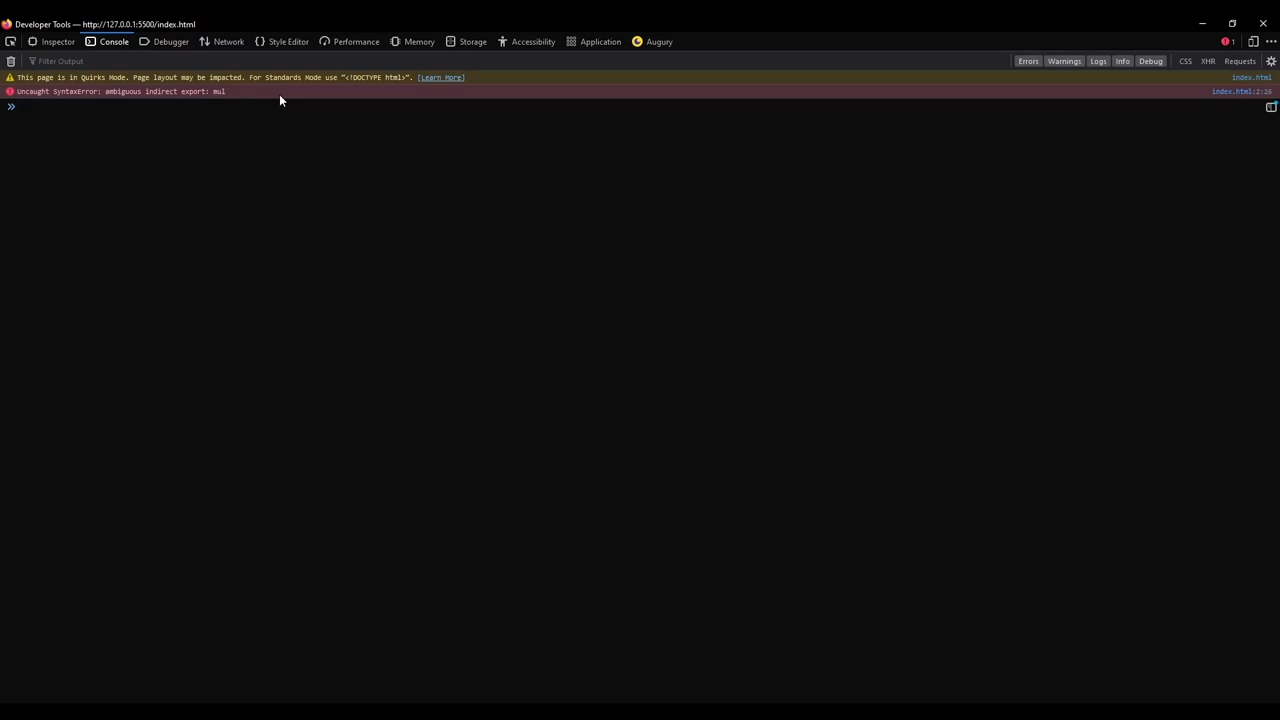 Developer Tools — http://127.0.0.1:5500/index.html
Inspector Console Debugger Network Style Editor Performance Memory Storage Accessibility Application Augury 1
Filter Output Errors Warnings Logs Info Debug CSS XHR Requests
This page is in Quirks Mode. Page layout may be impacted. For Standards Mode use “<!DOCTYPE html>”. [Learn More] index.html
Uncaught SyntaxError: ambiguous indirect export: mul index.html:2:26